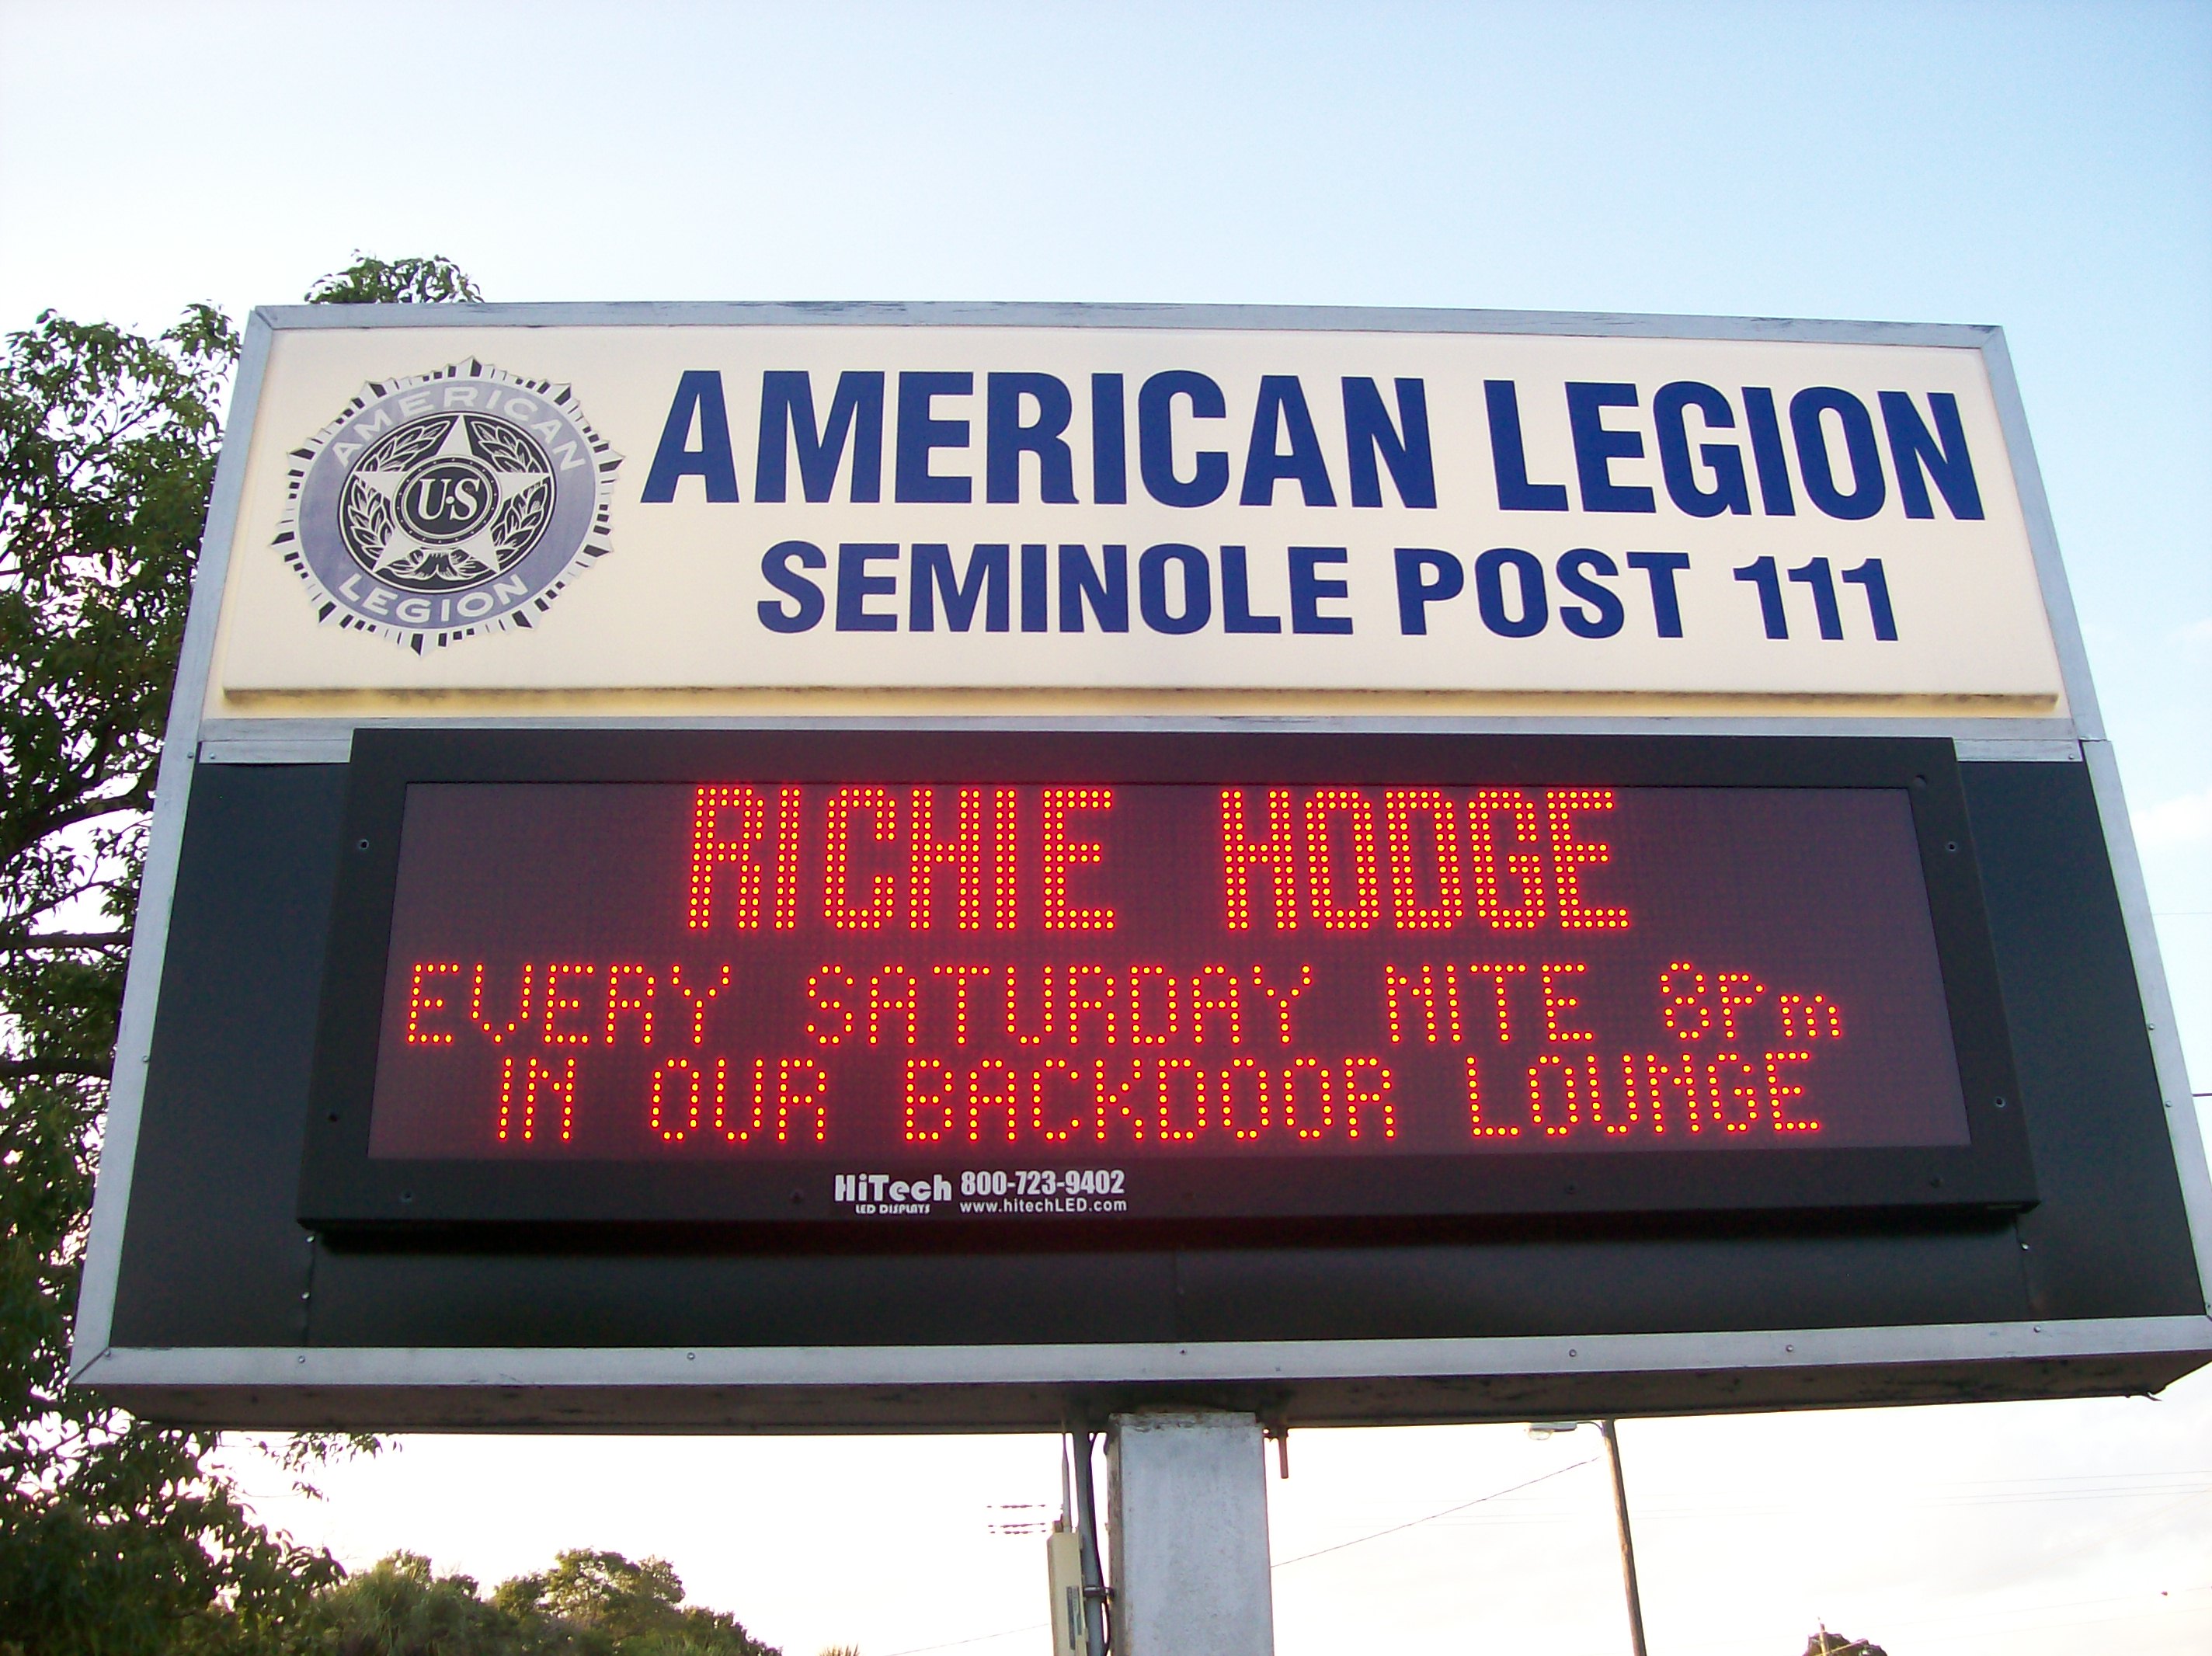 AMERICAN LEGION
U·S
AMERICAN LEGION
SEMINOLE POST 111
RICHIE HODGE
EVERY SATURDAY NITE 8Pm
IN OUR BACKDOOR LOUNGE
HiTech 800-723-9402
LED DISPLAYS www.hitechLED.com